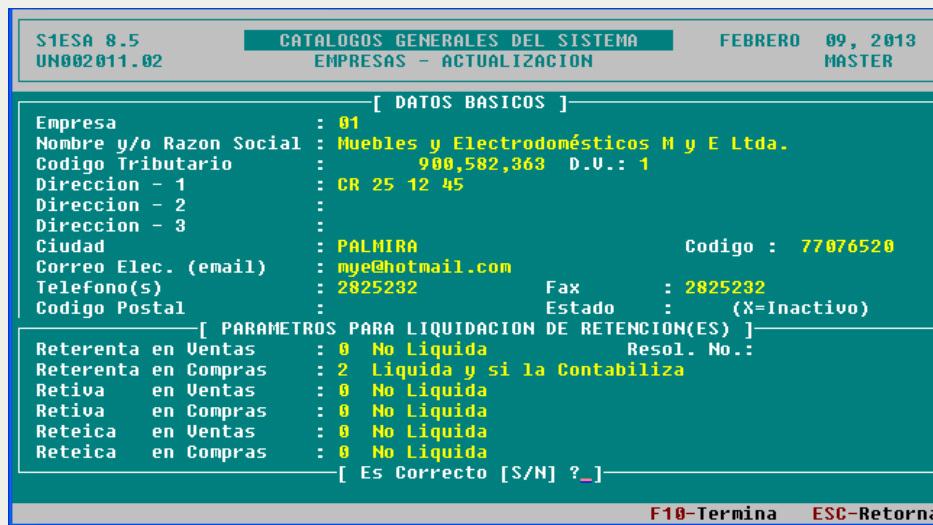 S1ESA 8.5 CATALOGOS GENERALES DEL SISTEMA FEBRERO 09, 2013
UN002011.02 EMPRESAS - ACTUALIZACION MASTER
[ DATOS BASICOS ]
Empresa : 01
Nombre y/o Razon Social : Muebles y Electrodomésticos M y E Ltda.
Codigo Tributario : 900,582,363 D.V.: 1
Direccion - 1 : CR 25 12 45
Direccion - 2 :
Direccion - 3 :
Ciudad : PALMIRA Codigo : 77076520
Correo Elec. (email) : mye@hotmail.com
Telefono(s) : 2825232 Fax : 2825232
Codigo Postal : Estado : (X=Inactivo)
[ PARAMETROS PARA LIQUIDACION DE RETENCION(ES) ]
Reterenta en Ventas : 0 No Liquida Resol. No.:
Reterenta en Compras : 2 Liquida y si la Contabiliza
Retiva en Ventas : 0 No Liquida
Retiva en Compras : 0 No Liquida
Reteica en Ventas : 0 No Liquida
Reteica en Compras : 0 No Liquida
[ Es Correcto [S/N] ?_]
F10-Termina ESC-Retorna